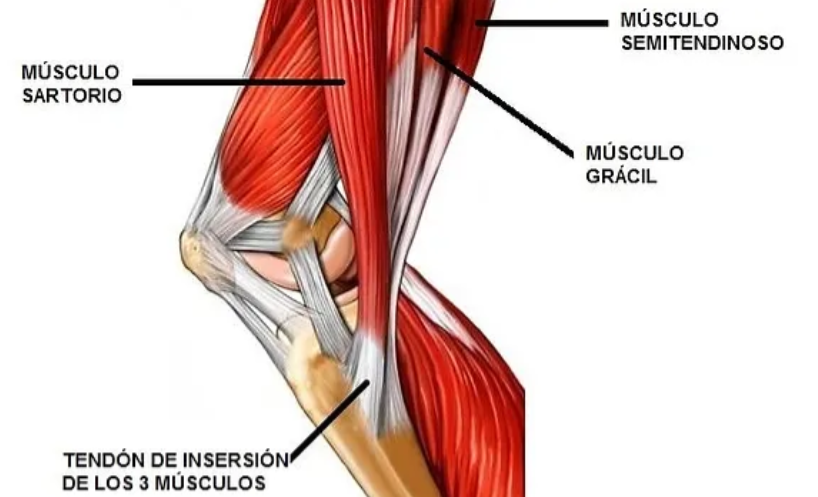 MÚSCULO
SEMITENDINOSO
MÚSCULO
SARTORIO
MÚSCULO
GRÁCIL
TENDÓN DE INSERSIÓN
DE LOS 3 MÚSCULOS